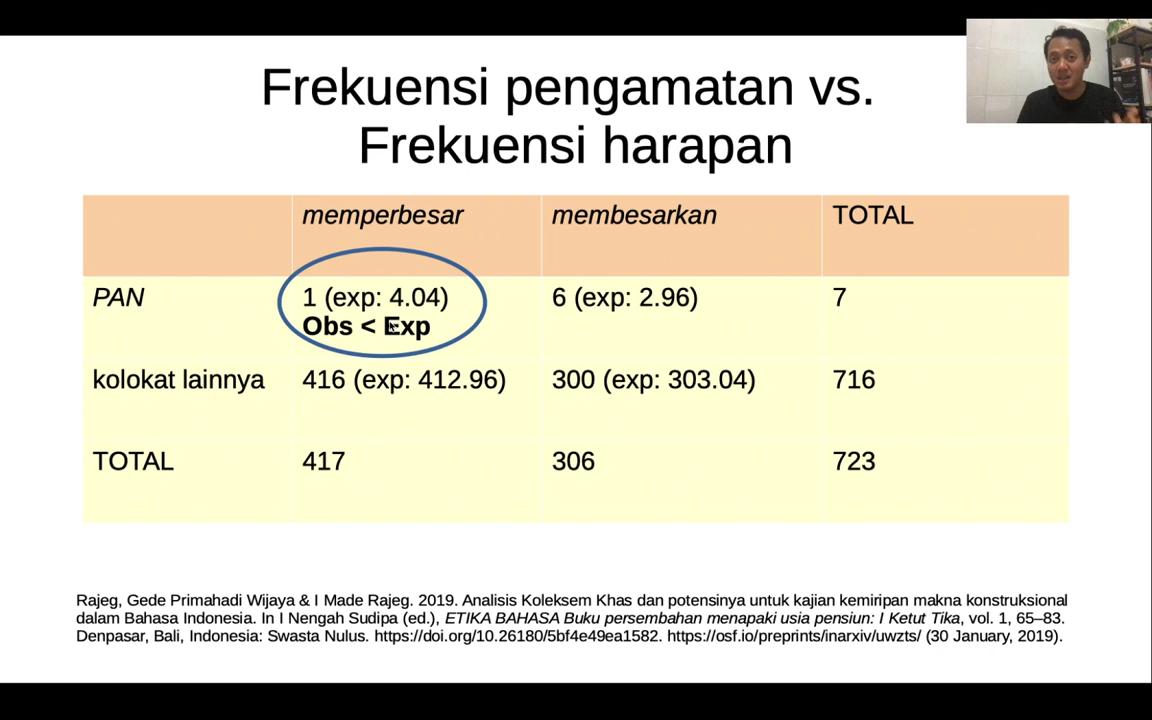 Frekuensi pengamatan vs.
Frekuensi harapan
memperbesar membesarkan TOTAL
PAN 1 (exp: 4.04) 6 (exp: 2.96) 7
Obs < Exp
kolokat lainnya 416 (exp: 412.96) 300 (exp: 303.04) 716
TOTAL 417 306 723
Rajeg, Gede Primahadi Wijaya & I Made Rajeg. 2019. Analisis Koleksem Khas dan potensinya untuk kajian kemiripan makna konstruksional
dalam Bahasa Indonesia. In I Nengah Sudipa (ed.), ETIKA BAHASA Buku persembahan menapaki usia pensiun: I Ketut Tika, vol. 1, 65–83.
Denpasar, Bali, Indonesia: Swasta Nulus. https://doi.org/10.26180/5bf4e49ea1582. https://osf.io/preprints/inarxiv/uwzts/ (30 January, 2019).